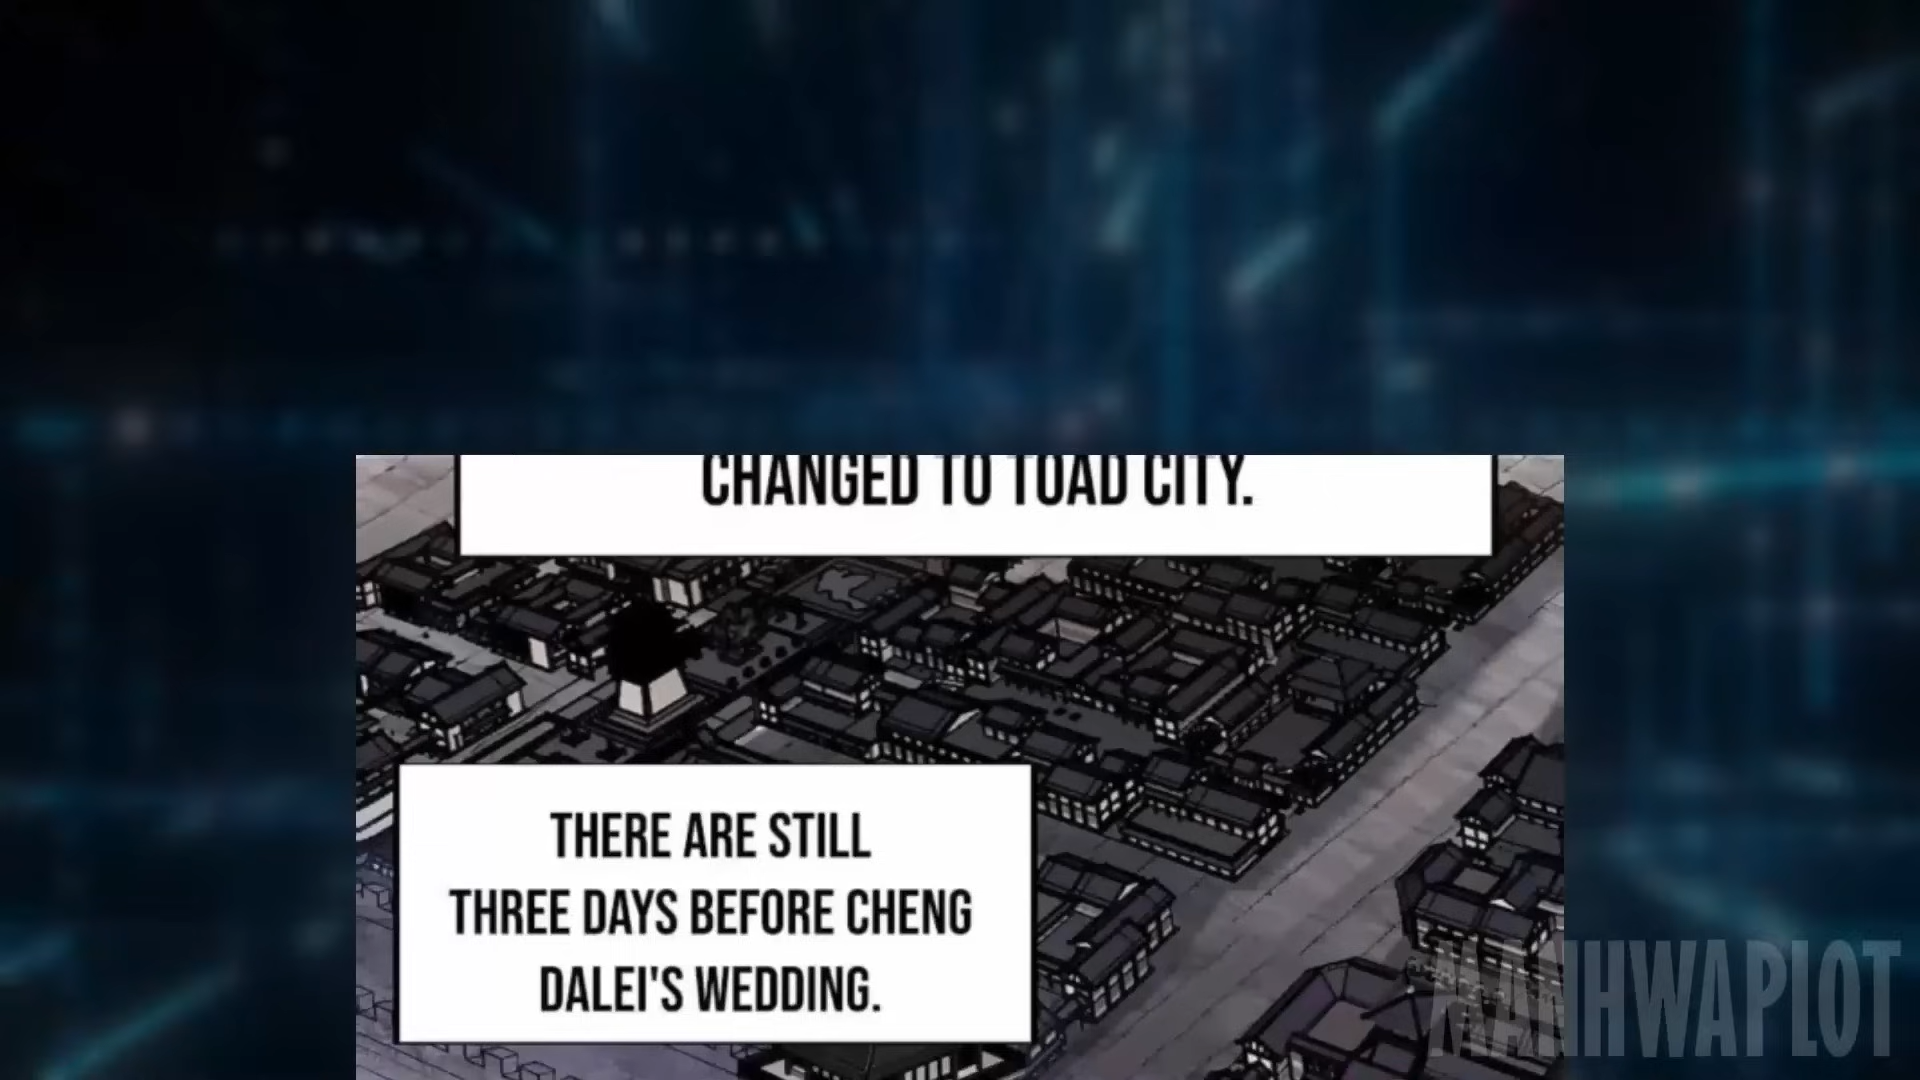 CHANGED TO TOAD CITY.
THERE ARE STILL
THREE DAYS BEFORE CHENG
DALEI'S WEDDING.
MANHWAPLOT